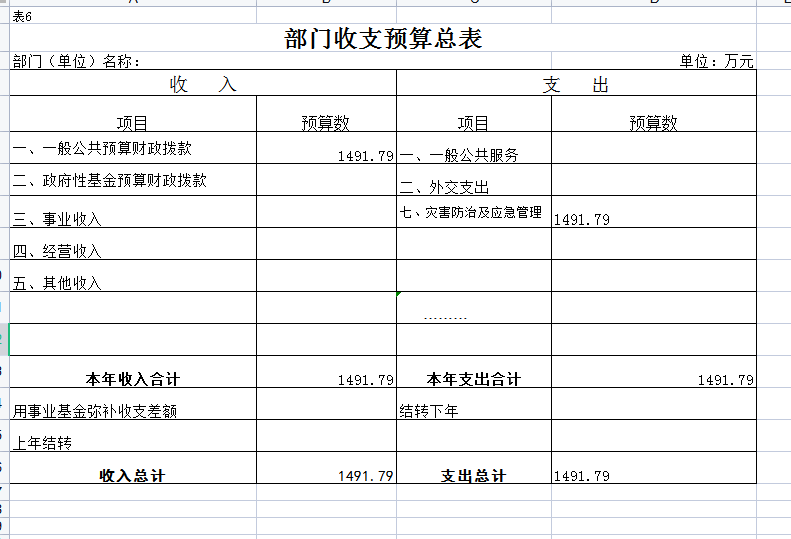 表6
部门收支预算总表
部门（单位）名称： 单位：万元
收 入 支 出
项目 预算数 项目 预算数
一、一般公共预算财政拨款 1491.79 一、一般公共服务
二、政府性基金预算财政拨款 二、外交支出
三、事业收入 七、灾害防治及应急管理 1491.79
四、经营收入
五、其他收入
………
本年收入合计 1491.79 本年支出合计 1491.79
用事业基金弥补收支差额 结转下年
上年结转
收入总计 1491.79 支出总计 1491.79